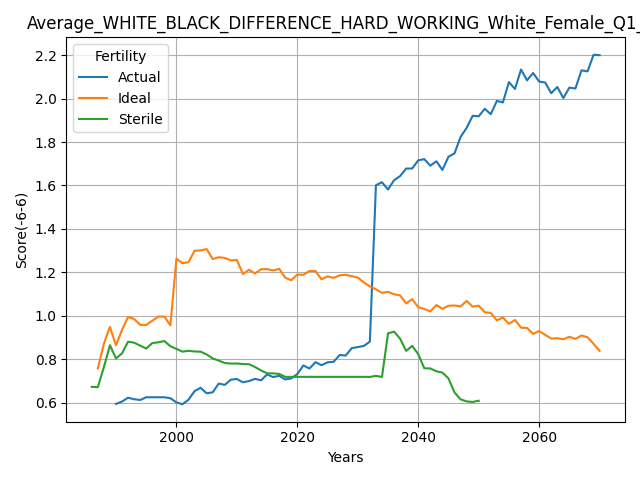 Average_WHITE_BLACK_DIFFERENCE_HARD_WORKING_White_Female_Q1_
Fertility
Actual
Ideal
Sterile
Score(-6-6)
2.2
2.0
1.8
1.6
1.4
1.2
1.0
0.8
0.6
2000 2020 2040 2060
Years